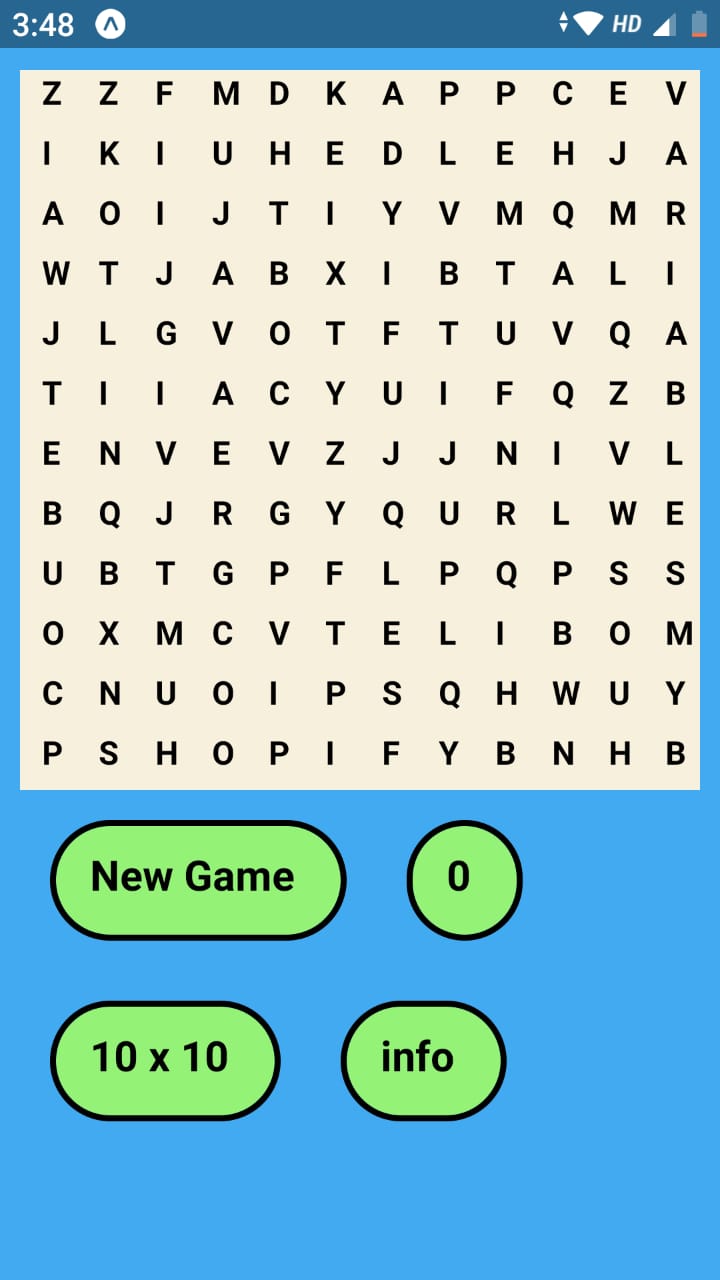 3:48 HD
Z Z F M D K A P P C E V
I K I U H E D L E H J A
A O I J T I Y V M Q M R
W T J A B X I B T A L I
J L G V O T F T U V Q A
T I I A C Y U I F Q Z B
E N V E V Z J J N I V L
B Q J R G Y Q U R L W E
U B T G P F L P Q P S S
O X M C V T E L I B O M
C N U O I P S Q H W U Y
P S H O P I F Y B N H B
New Game 0
10 x 10 info